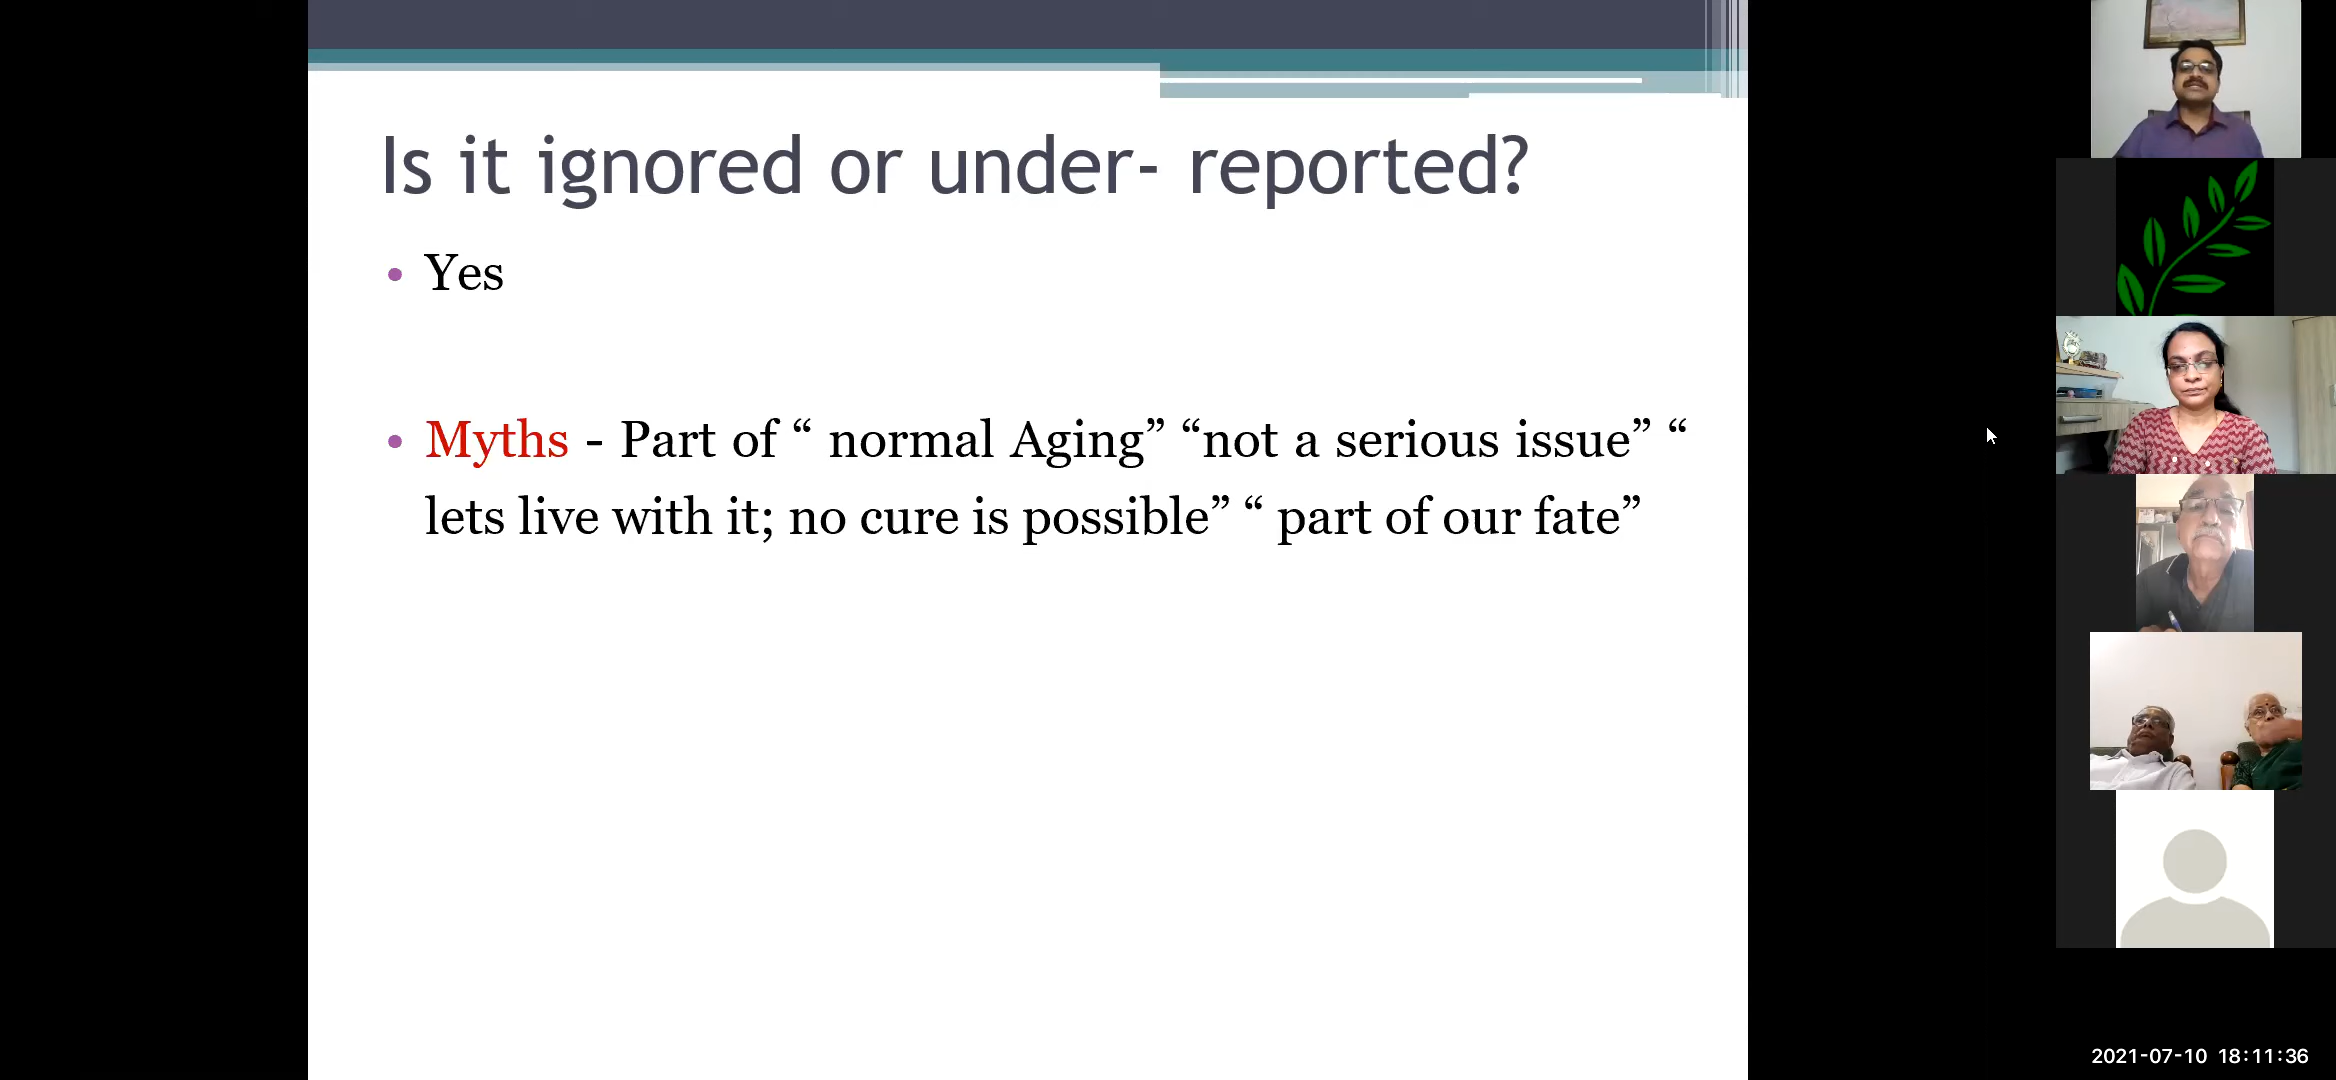 Is it ignored or under- reported?
• Yes
• Myths - Part of “ normal Aging” “not a serious issue” “
lets live with it; no cure is possible” “ part of our fate”
2021-07-10 18:11:36